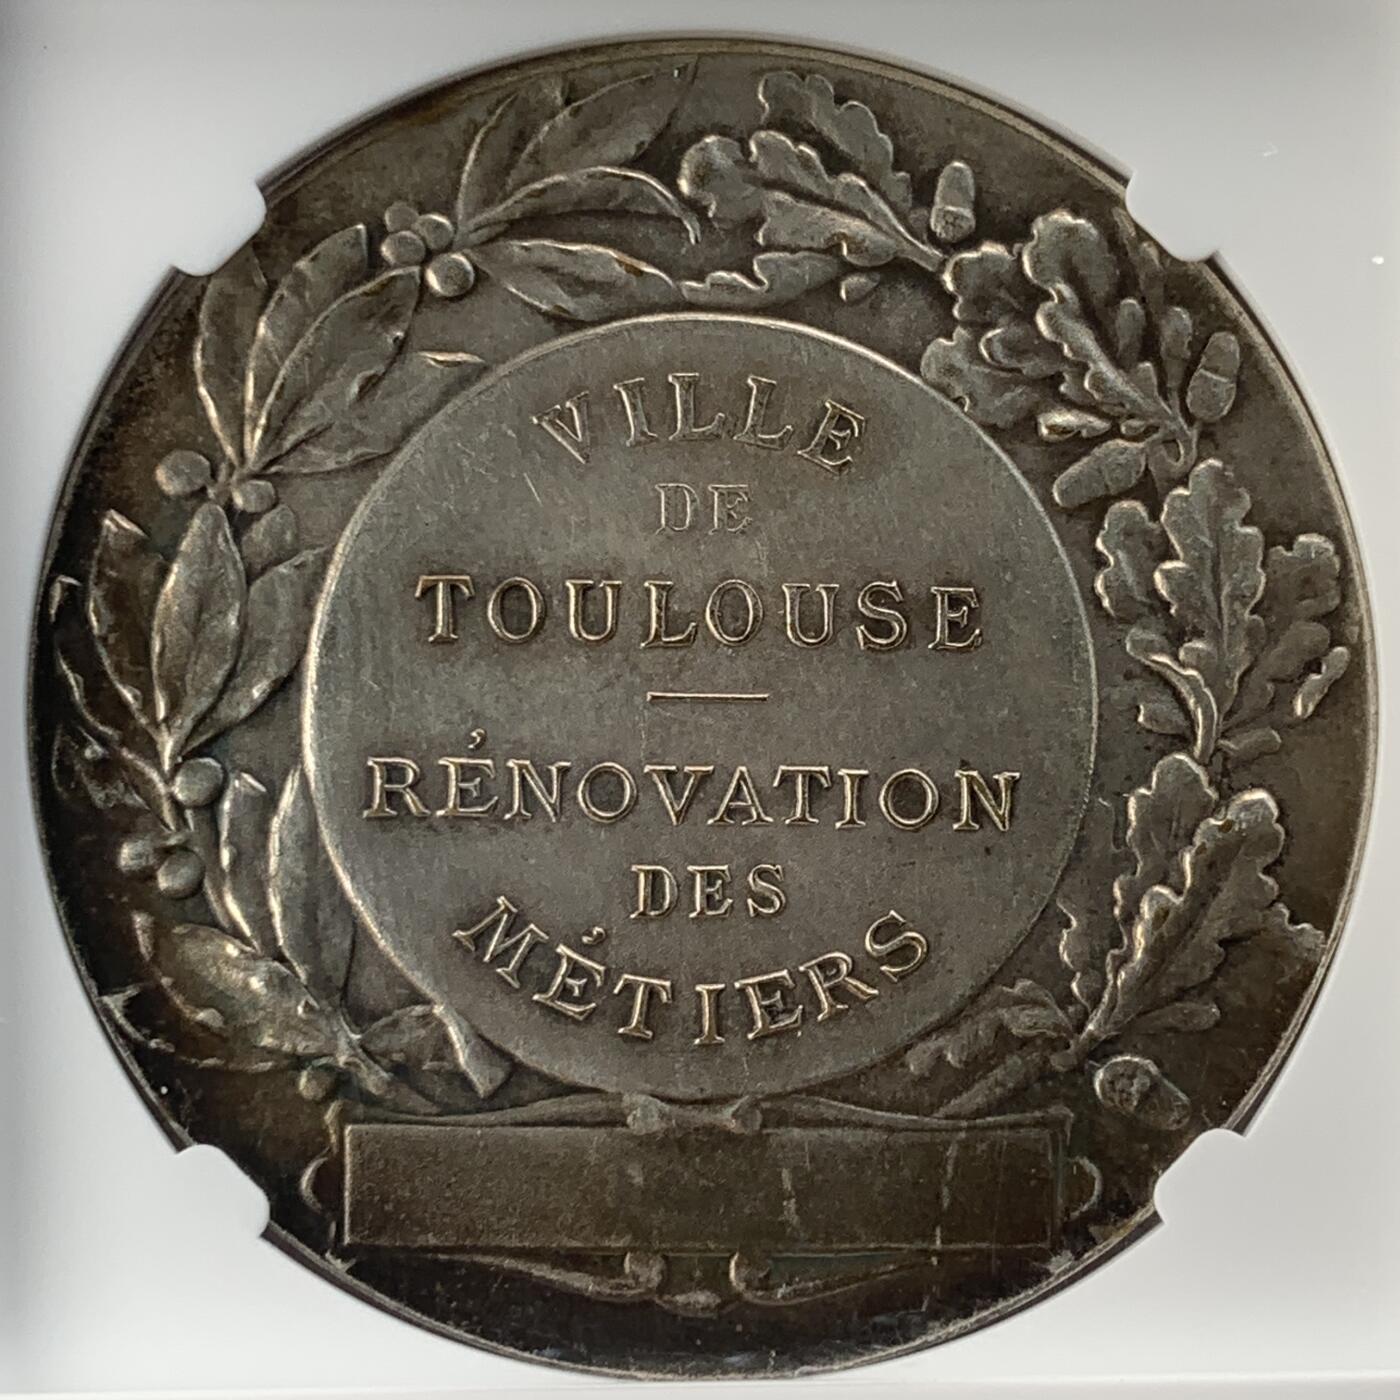 VILLE
DE
TOULOUSE
RÉNOVATION
DES
MÉTIERS